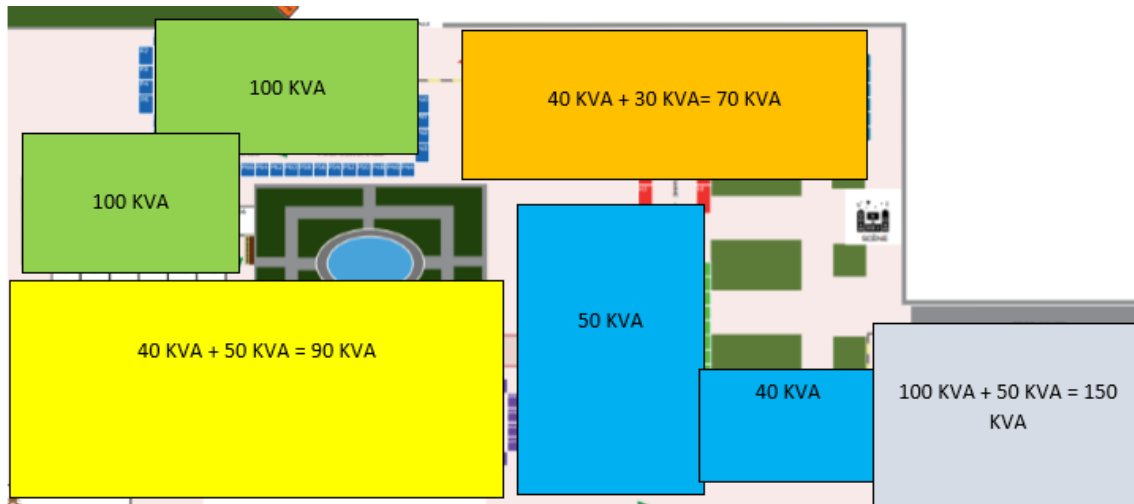 100 KVA
40 KVA + 30 KVA= 70 KVA
100 KVA
SCÈNE
50 KVA
40 KVA + 50 KVA = 90 KVA
40 KVA
100 KVA + 50 KVA = 150
KVA